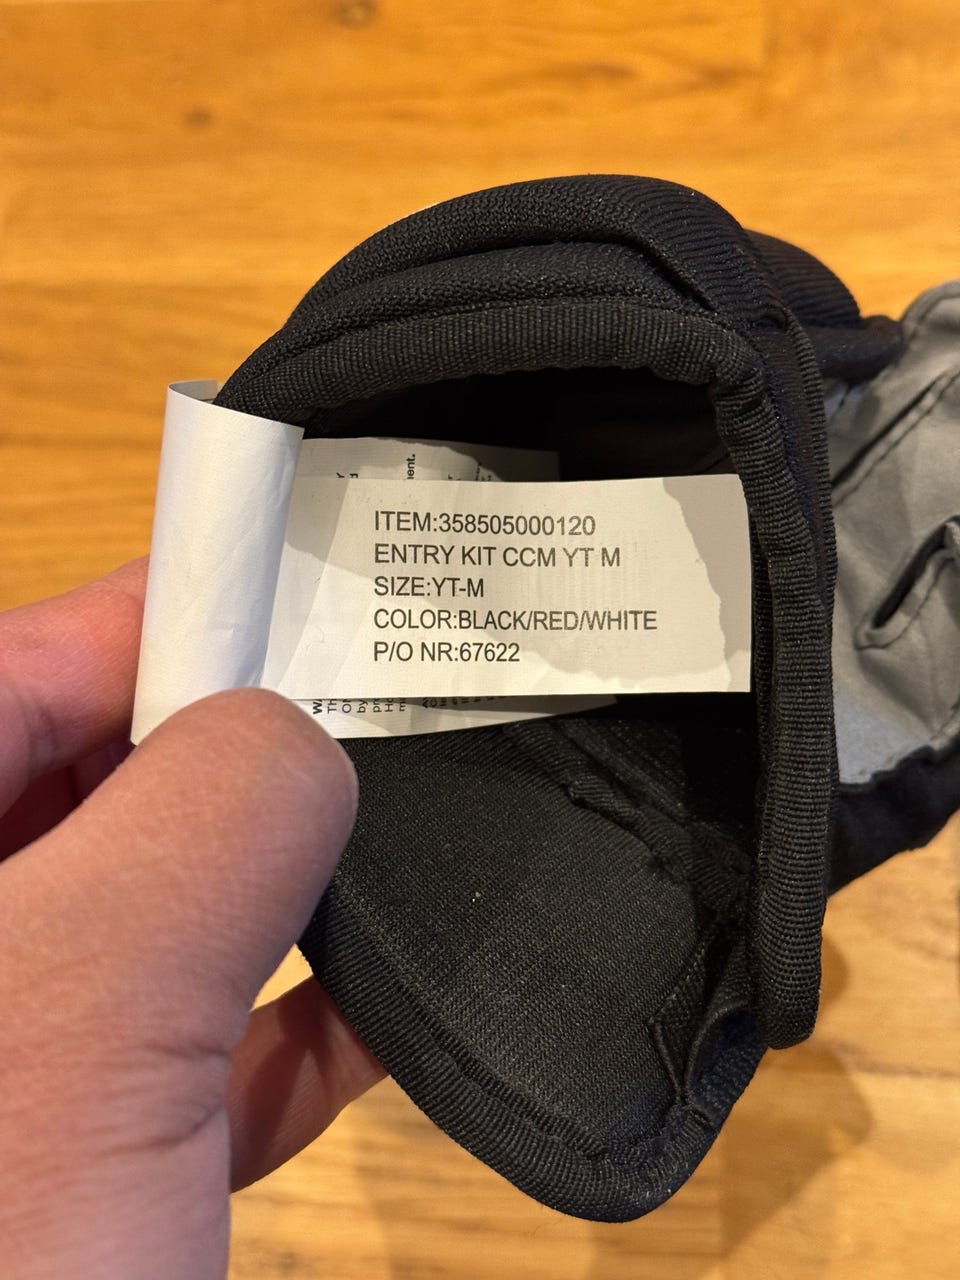 ITEM:358505000120
ENTRY KIT CCM YT M
SIZE:YT-M
COLOR:BLACK/RED/WHITE
P/O NR:67622